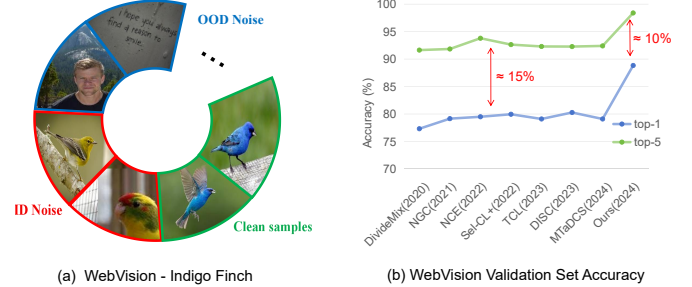 OOD Noise
i hope you always
find a reason to
smile.
ID Noise
Clean samples
(a) WebVision - Indigo Finch
100
95
90
85
80
75
70
Accuracy (%)
≈ 15%
≈ 10%
top-1
top-5
DivideMix(2020)
NGC(2021)
NCE(2022)
Sel-CL+(2022)
TCL(2023)
DISC(2023)
MTaDCS(2024)
Ours(2024)
(b) WebVision Validation Set Accuracy